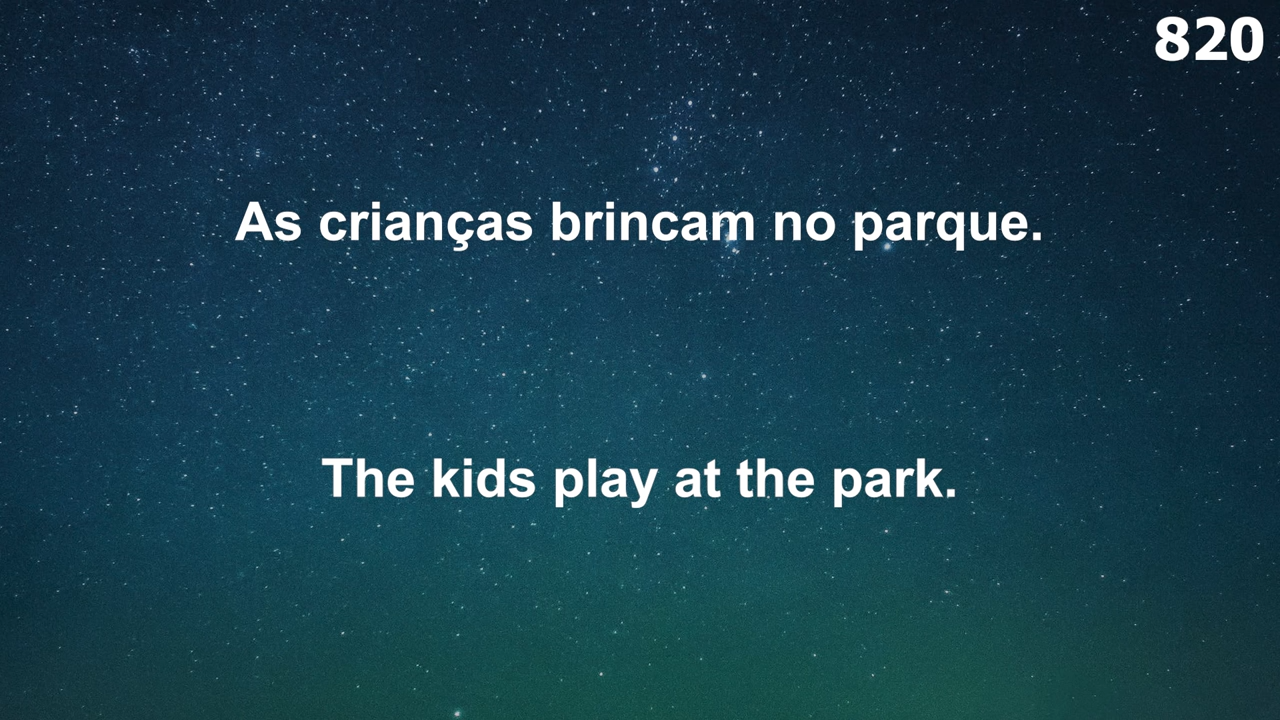 820
As crianças brincam no parque.
The kids play at the park.